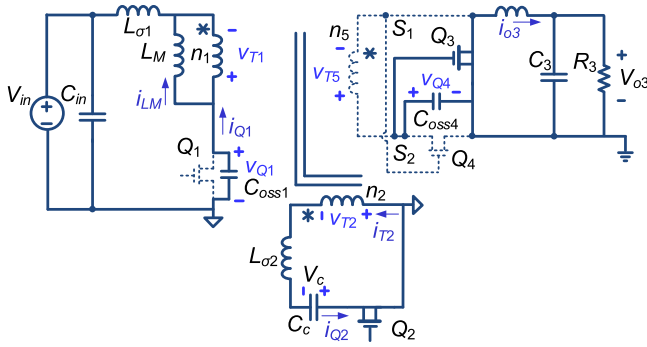 Lσ1
LM
n1
*
-
vT1
+
Vin
+
-
Cin
iLM
iQ1
Q1
+
vQ1
-
Coss1
n5
-
*
vT5
+
S1
Q3
vQ4
+
-
Coss4
S2
Q4
io3
C3
R3
+
Vo3
-
n2
*
-
vT2
+
iT2
Lσ2
Vc
-
+
Cc
iQ2
Q2